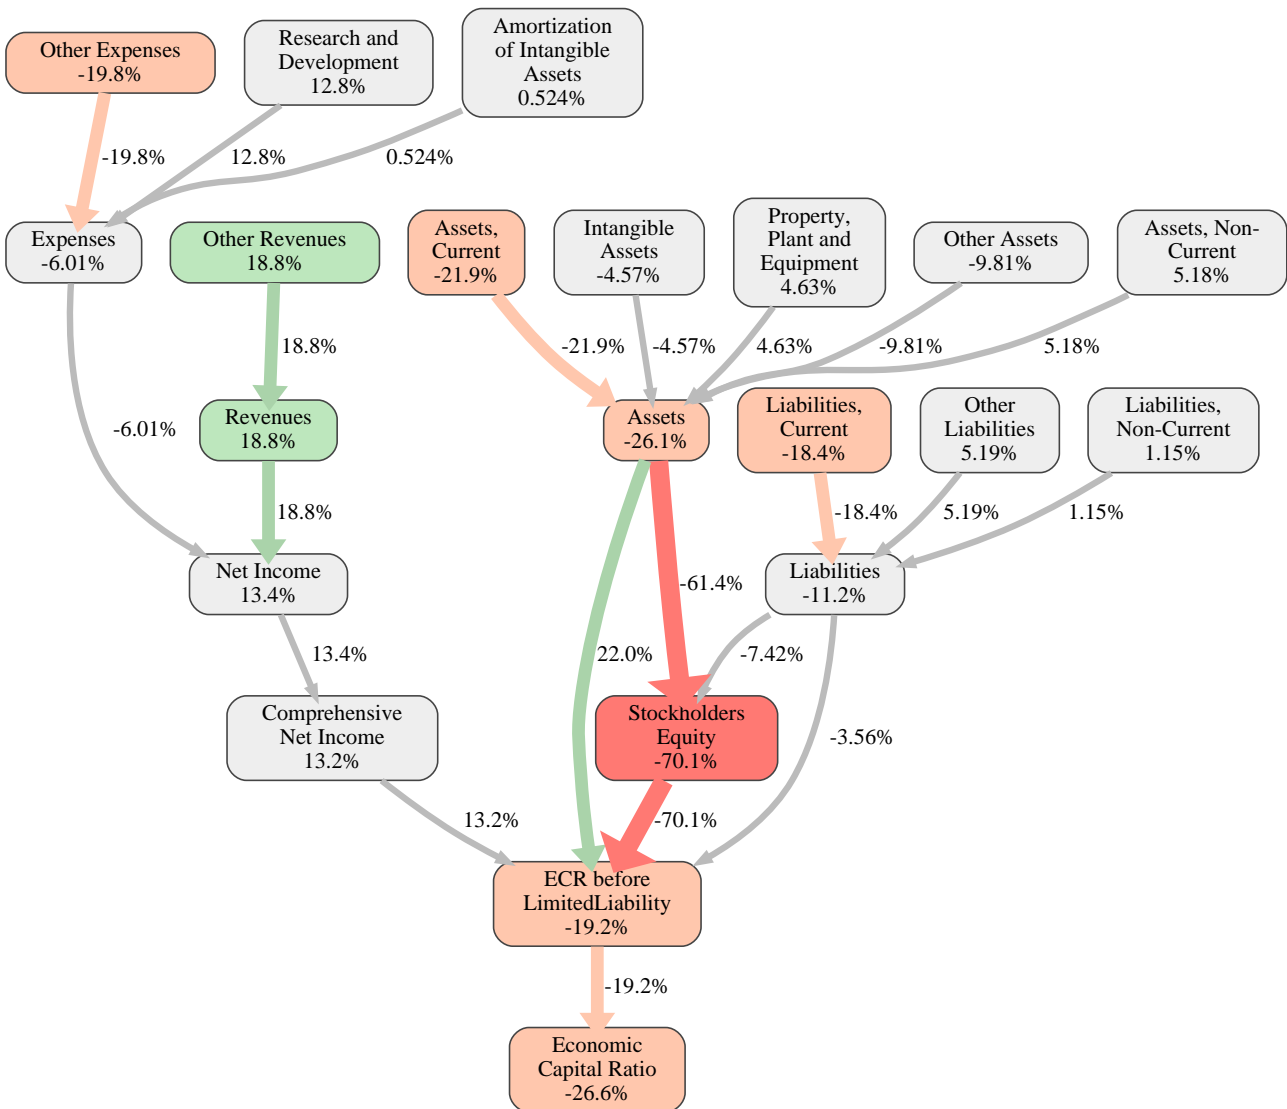 Other Expenses
-19.8%
Research and
Development
12.8%
Amortization
of Intangible
Assets
0.524%
-19.8%
12.8%
0.524%
Expenses
-6.01%
Other Revenues
18.8%
Assets,
Current
-21.9%
Intangible
Assets
-4.57%
Property,
Plant and
Equipment
4.63%
Other Assets
-9.81%
Assets, Non-
Current
5.18%
18.8%
-21.9%
-4.57%
4.63%
-9.81%
5.18%
-6.01%
Revenues
18.8%
Assets
-26.1%
Liabilities,
Current
-18.4%
Other
Liabilities
5.19%
Liabilities,
Non-Current
1.15%
18.8%
-18.4%
5.19%
1.15%
Net Income
13.4%
-61.4%
Liabilities
-11.2%
13.4%
22.0%
-7.42%
Comprehensive
Net Income
13.2%
Stockholders
Equity
-70.1%
-3.56%
13.2%
-70.1%
ECR before
LimitedLiability
-19.2%
-19.2%
Economic
Capital Ratio
-26.6%